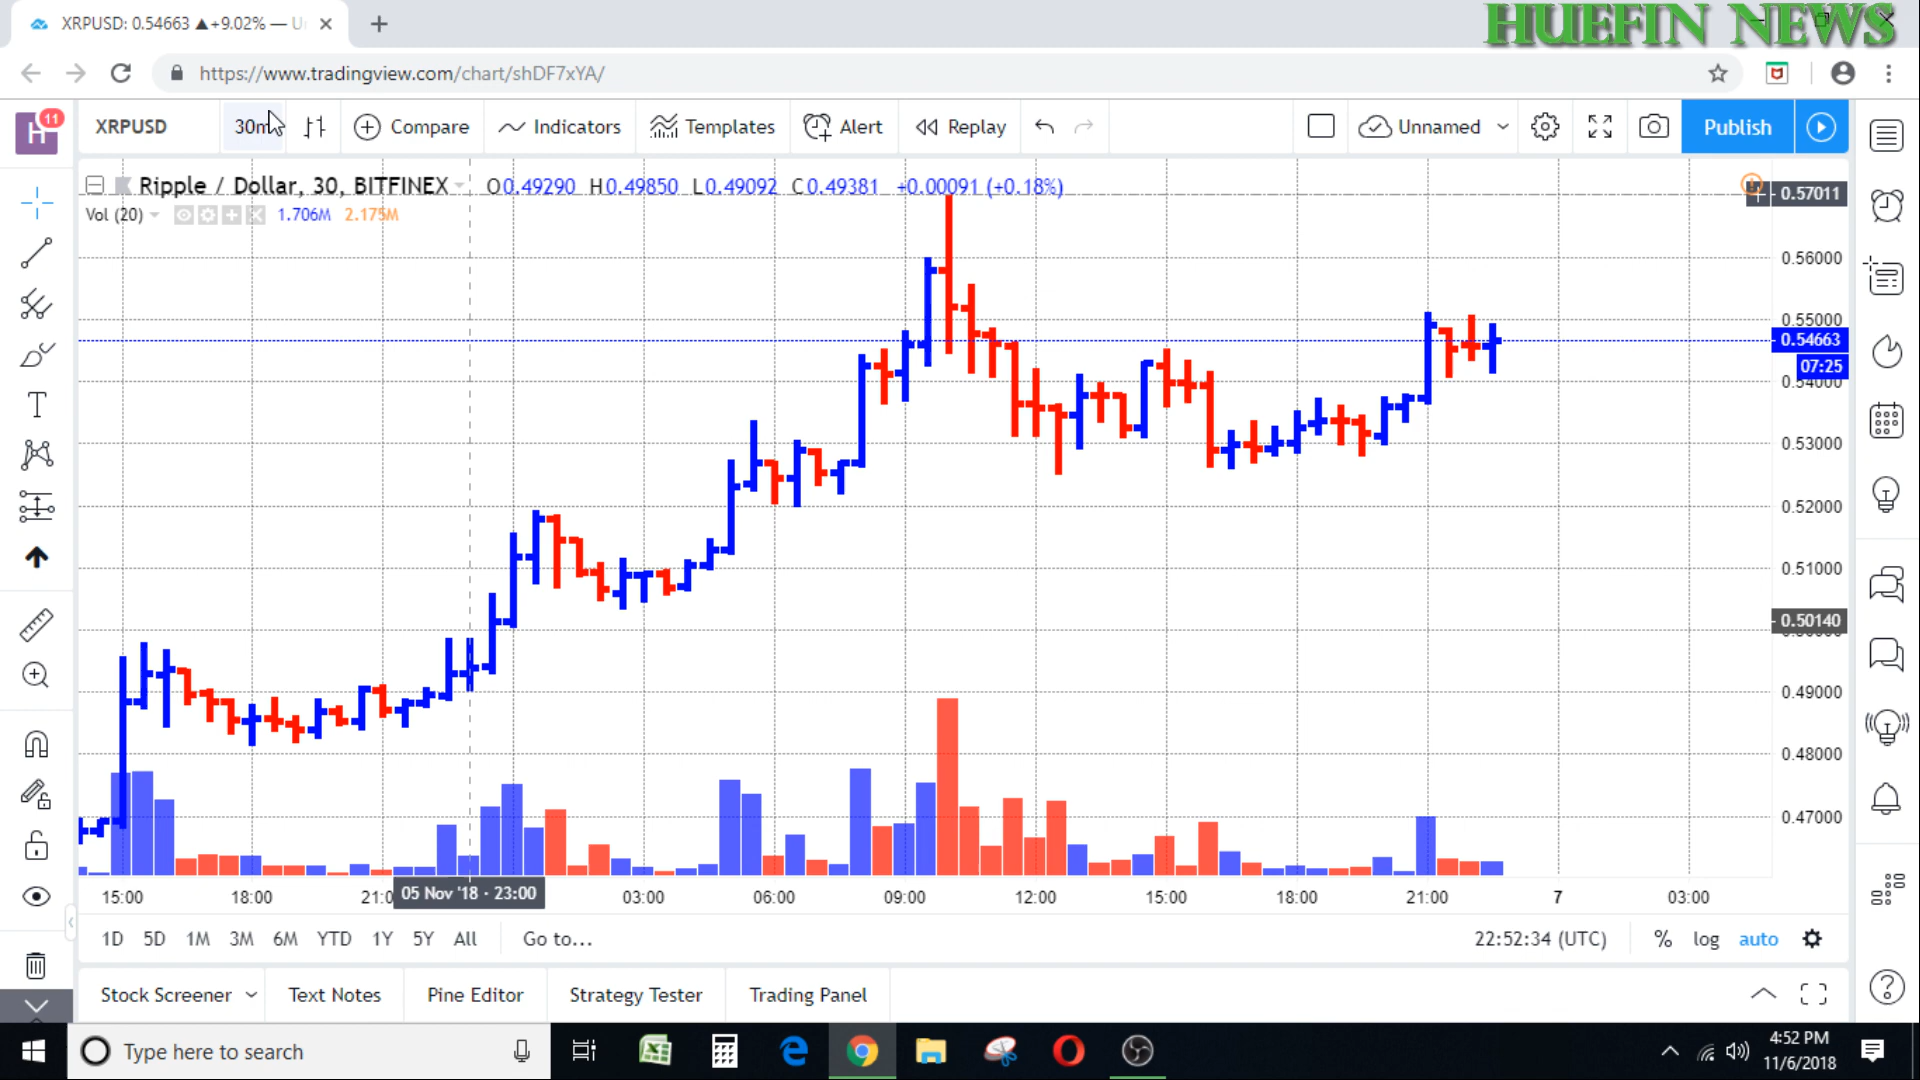 XRPUSD: 0.54663 ▲+9.02% — U
HUEFIN NEWS
https://www.tradingview.com/chart/shDF7xYA/
H
11
XRPUSD
30m
Compare
Indicators
Templates
Alert
Replay
Unnamed
Publish
Ripple / Dollar, 30, BITFINEX O0.49290 H0.49850 L0.49092 C0.49381 +0.00091 (+0.18%)
Vol (20) 1.706M 2.175M
0.57011
0.56000
0.55000
0.54663
07:25
0.54000
0.53000
0.52000
0.51000
0.50140
0.49000
0.48000
0.47000
15:00 18:00 21:0 05 Nov '18 · 23:00 03:00 06:00 09:00 12:00 15:00 18:00 21:00 7 03:00
1D 5D 1M 3M 6M YTD 1Y 5Y All Go to... 22:52:34 (UTC) % log auto
Stock Screener Text Notes Pine Editor Strategy Tester Trading Panel
Type here to search
4:52 PM
11/6/2018